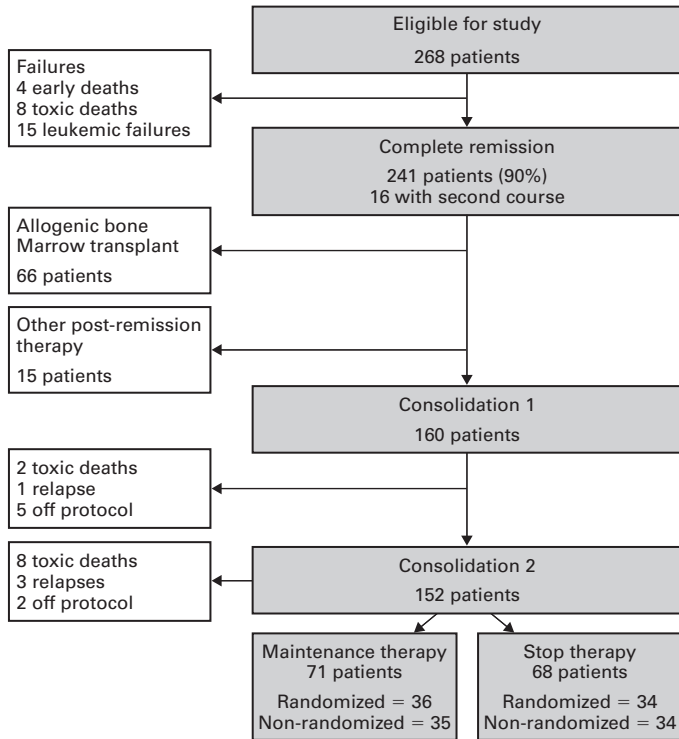 Eligible for study
268 patients
Failures
4 early deaths
8 toxic deaths
15 leukemic failures
Complete remission
241 patients (90%)
16 with second course
Allogenic bone
Marrow transplant
66 patients
Other post-remission
therapy
15 patients
Consolidation 1
160 patients
2 toxic deaths
1 relapse
5 off protocol
8 toxic deaths
3 relapses
2 off protocol
Consolidation 2
152 patients
Maintenance therapy
71 patients
Randomized = 36
Non-randomized = 35
Stop therapy
68 patients
Randomized = 34
Non-randomized = 34